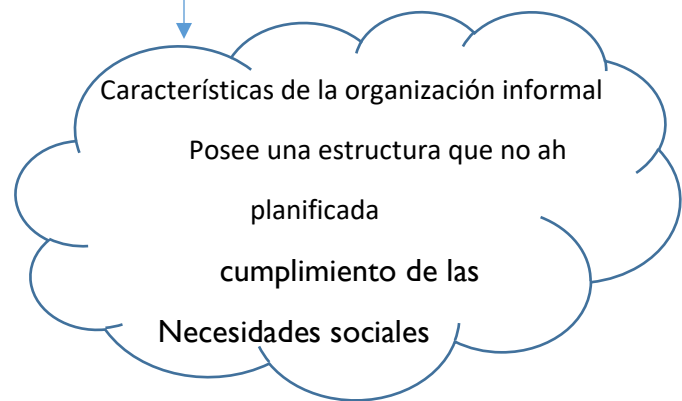 Características de la organización informal
Posee una estructura que no ah
planificada
cumplimiento de las
Necesidades sociales